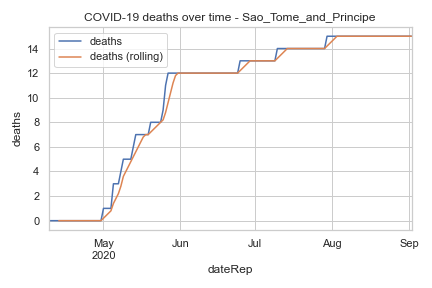 COVID-19 deaths over time - Sao_Tome_and_Principe
deaths
deaths (rolling)
14
12
10
8
6
4
2
0
deaths
May Jun Jul Aug Sep
2020
dateRep